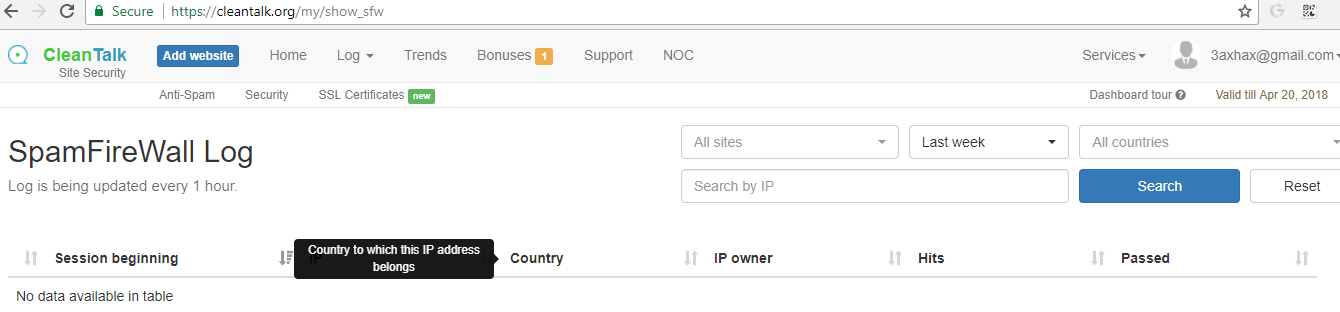 Secure https://cleantalk.org/my/show_sfw
CleanTalk Add website Home Log Trends Bonuses 1 Support NOC Services 3axhax@gmail.com
Site Security
Anti-Spam Security SSL Certificates new Dashboard tour Valid till Apr 20, 2018
SpamFireWall Log
All sites Last week All countries
Log is being updated every 1 hour.
Search by IP Search Reset
Country to which this IP address
belongs
Session beginning Country IP owner Hits Passed
No data available in table